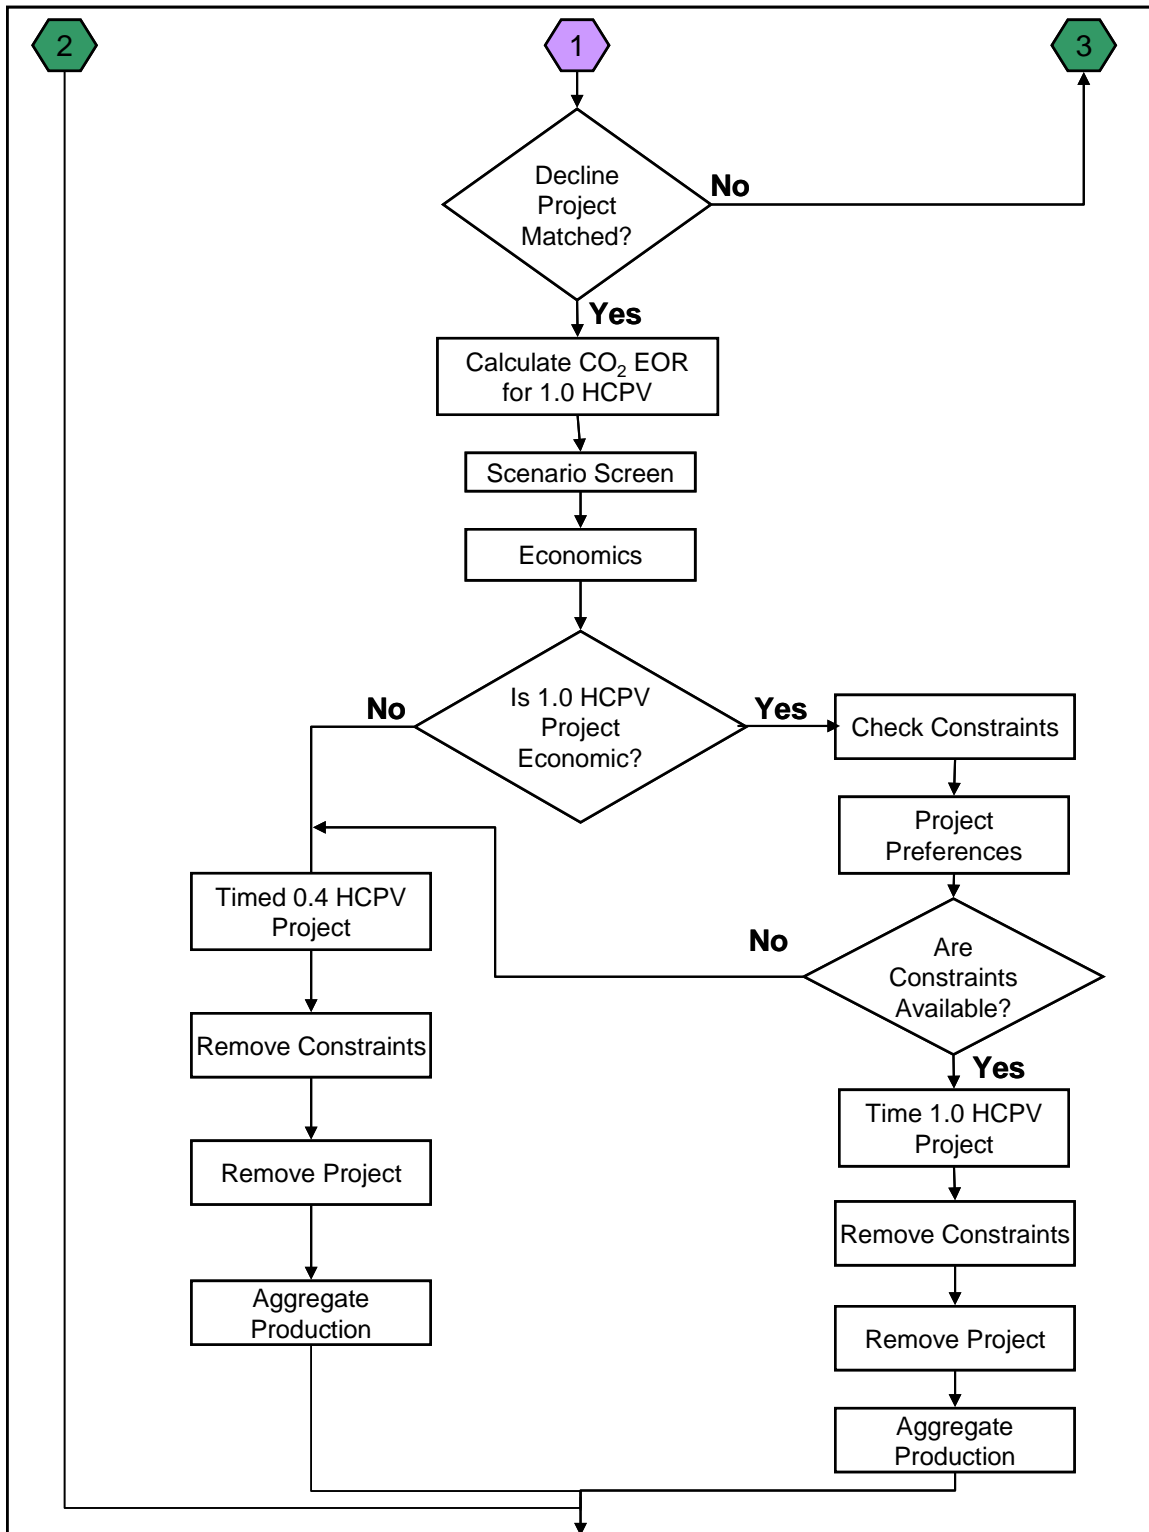 2
1
3
Decline
Project
Matched?
No
Yes
Calculate CO₂ EOR
for 1.0 HCPV
Scenario Screen
Economics
Is 1.0 HCPV
Project
Economic?
No
Yes
Check Constraints
Project
Preferences
Are
Constraints
Available?
No
Yes
Timed 0.4 HCPV
Project
Remove Constraints
Remove Project
Aggregate
Production
Time 1.0 HCPV
Project
Remove Constraints
Remove Project
Aggregate
Production